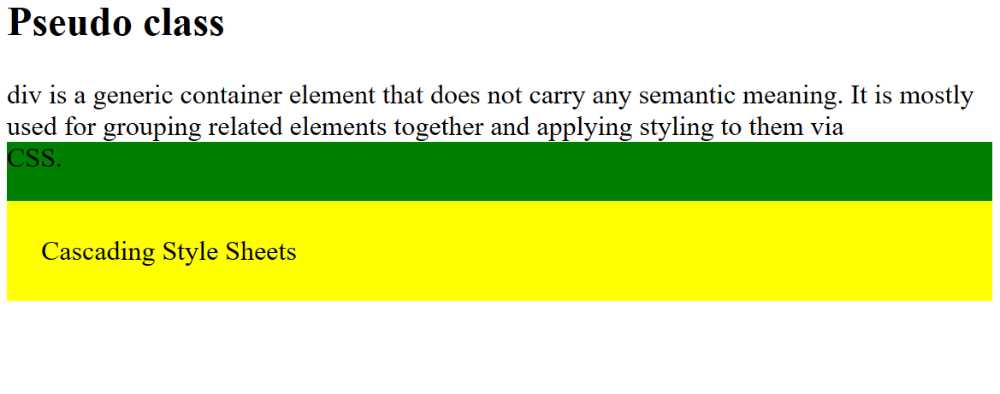 Pseudo class
div is a generic container element that does not carry any semantic meaning. It is mostly
used for grouping related elements together and applying styling to them via
CSS.
Cascading Style Sheets